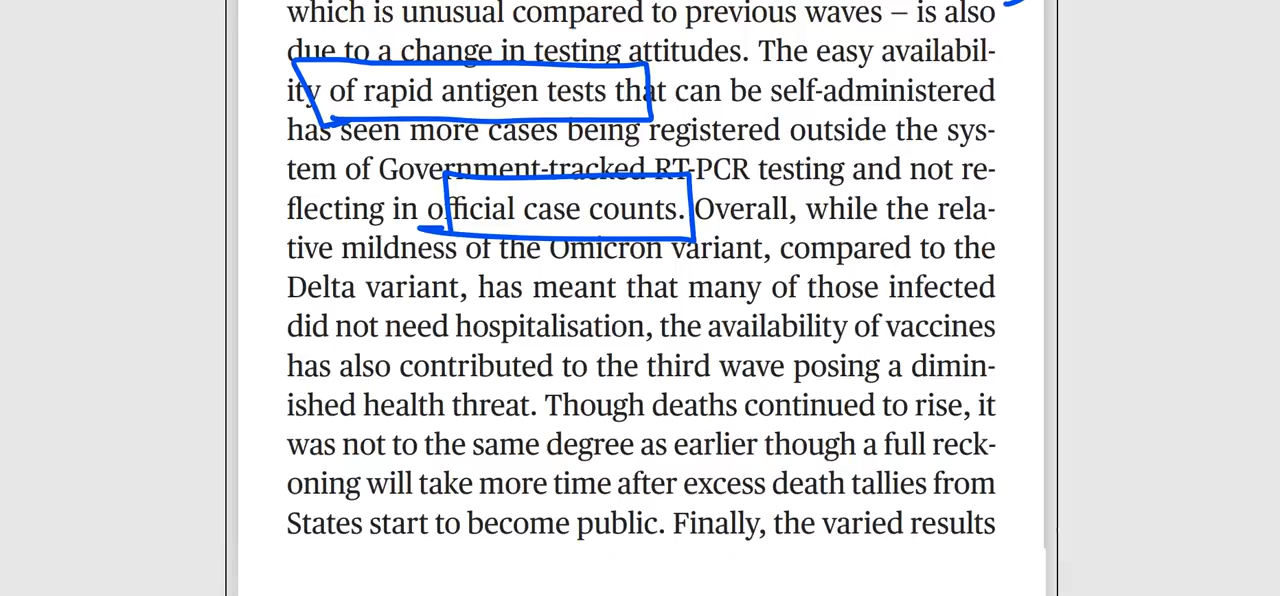 which is unusual compared to previous waves – is also
due to a change in testing attitudes. The easy availabil-
ity of rapid antigen tests that can be self-administered
has seen more cases being registered outside the sys-
tem of Government-tracked RT-PCR testing and not re-
flecting in official case counts. Overall, while the rela-
tive mildness of the Omicron variant, compared to the
Delta variant, has meant that many of those infected
did not need hospitalisation, the availability of vaccines
has also contributed to the third wave posing a dimin-
ished health threat. Though deaths continued to rise, it
was not to the same degree as earlier though a full reck-
oning will take more time after excess death tallies from
States start to become public. Finally, the varied results